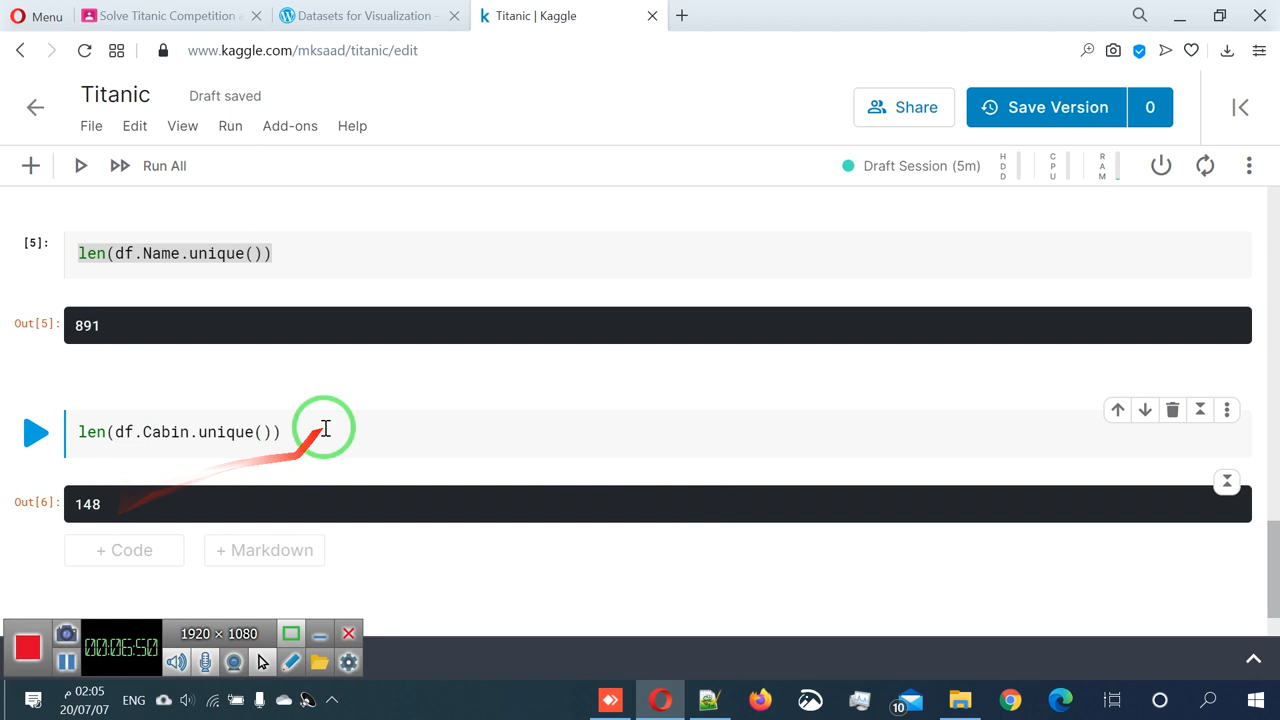 Menu
Solve Titanic Competition a
Datasets for Visualization –
Titanic | Kaggle
www.kaggle.com/mksaad/titanic/edit
Titanic
Draft saved
File Edit View Run Add-ons Help
Share
Save Version
0
Run All
Draft Session (5m)
HDD
CPU
RAM
[5]:
len(df.Name.unique())
Out[5]:
891
len(df.Cabin.unique())
Out[6]:
148
+ Code
+ Markdown
00:06:50
1920 × 1080
02:05 م
20/07/07
ENG
10